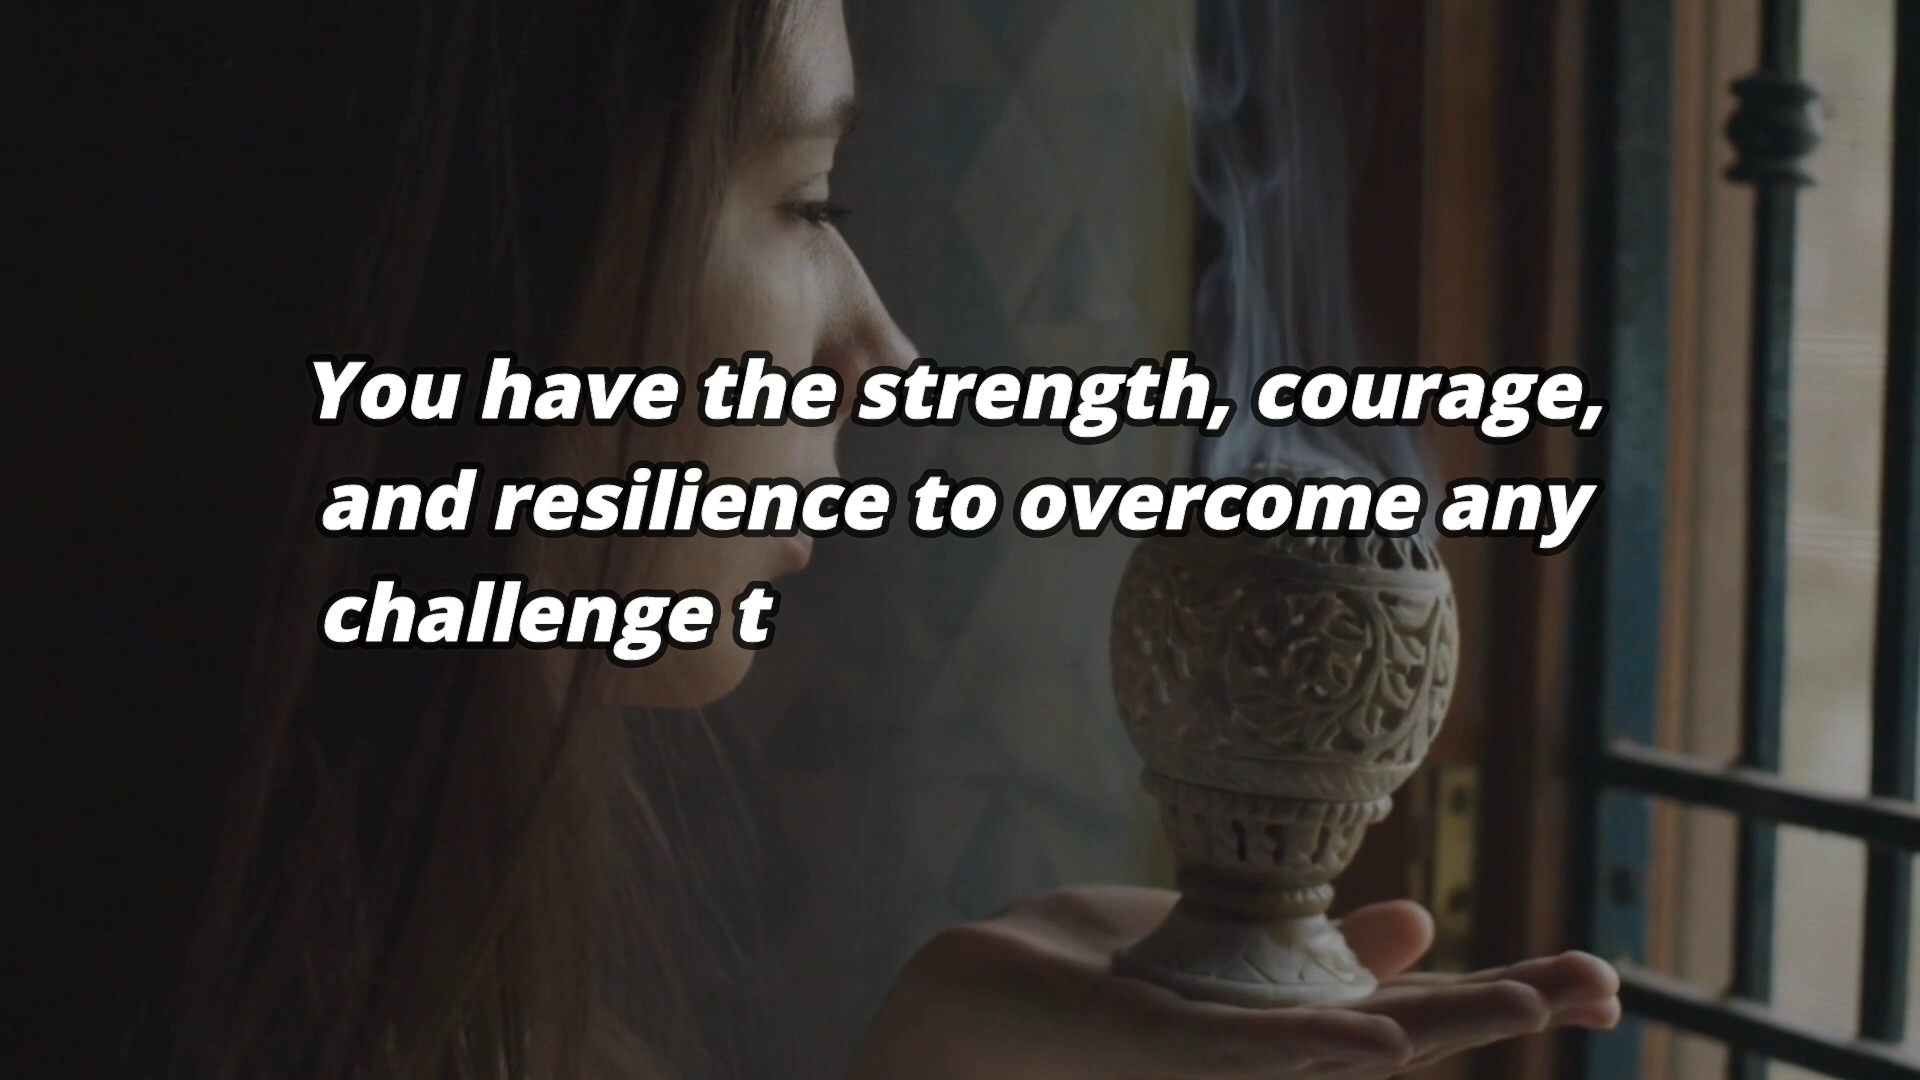 You have the strength, courage,
and resilience to overcome any
challenge t